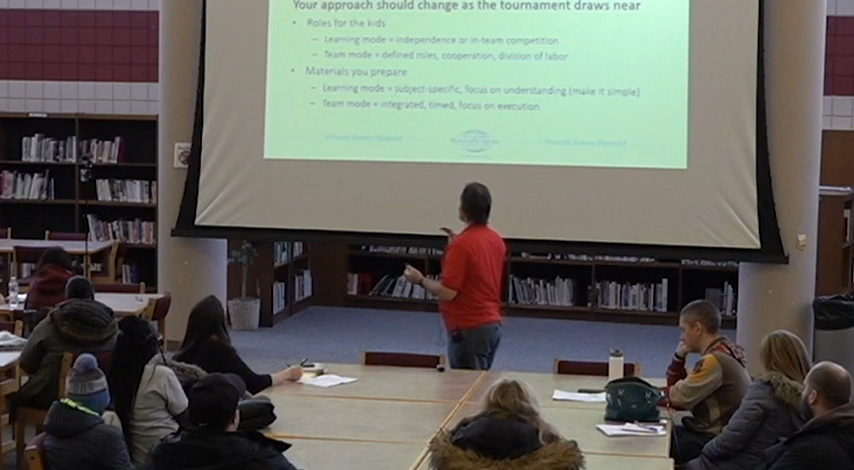 Your approach should change as the tournament draws near
• Roles for the kids
– Learning mode = independence or in-team competition
– Team mode = defined roles, cooperation, division of labor
• Materials you prepare
– Learning mode = subject-specific, focus on understanding (make it simple)
– Team mode = integrated, timed, focus on execution